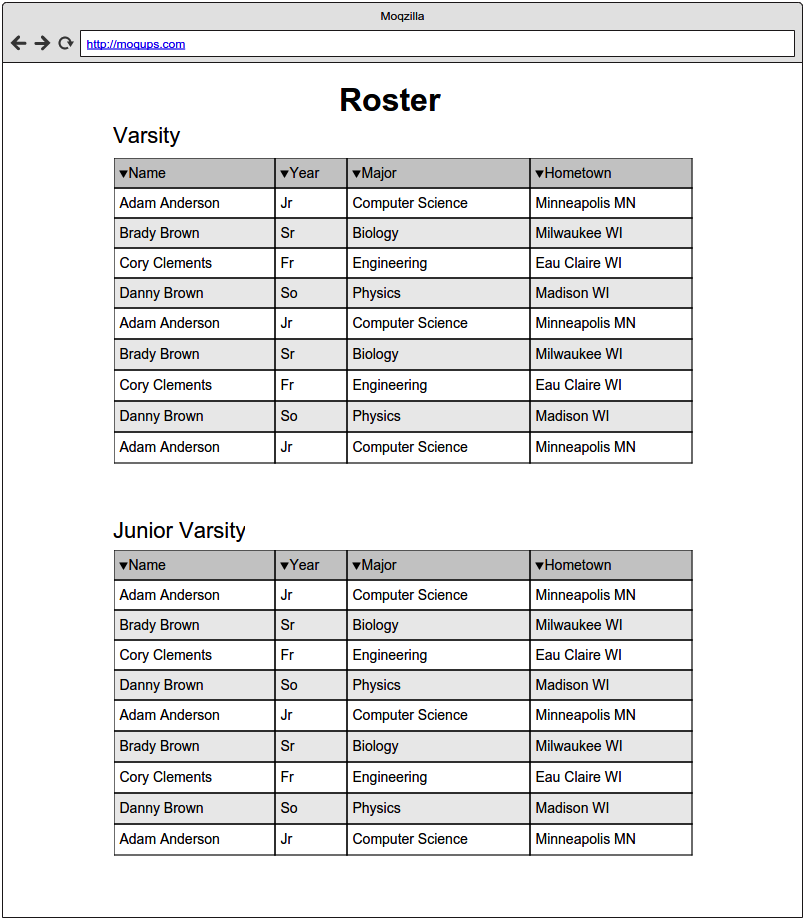 Moqzilla
http://moqups.com
Roster
Varsity
▼Name ▼Year ▼Major ▼Hometown
Adam Anderson Jr Computer Science Minneapolis MN
Brady Brown Sr Biology Milwaukee WI
Cory Clements Fr Engineering Eau Claire WI
Danny Brown So Physics Madison WI
Adam Anderson Jr Computer Science Minneapolis MN
Brady Brown Sr Biology Milwaukee WI
Cory Clements Fr Engineering Eau Claire WI
Danny Brown So Physics Madison WI
Adam Anderson Jr Computer Science Minneapolis MN
Junior Varsity
▼Name ▼Year ▼Major ▼Hometown
Adam Anderson Jr Computer Science Minneapolis MN
Brady Brown Sr Biology Milwaukee WI
Cory Clements Fr Engineering Eau Claire WI
Danny Brown So Physics Madison WI
Adam Anderson Jr Computer Science Minneapolis MN
Brady Brown Sr Biology Milwaukee WI
Cory Clements Fr Engineering Eau Claire WI
Danny Brown So Physics Madison WI
Adam Anderson Jr Computer Science Minneapolis MN